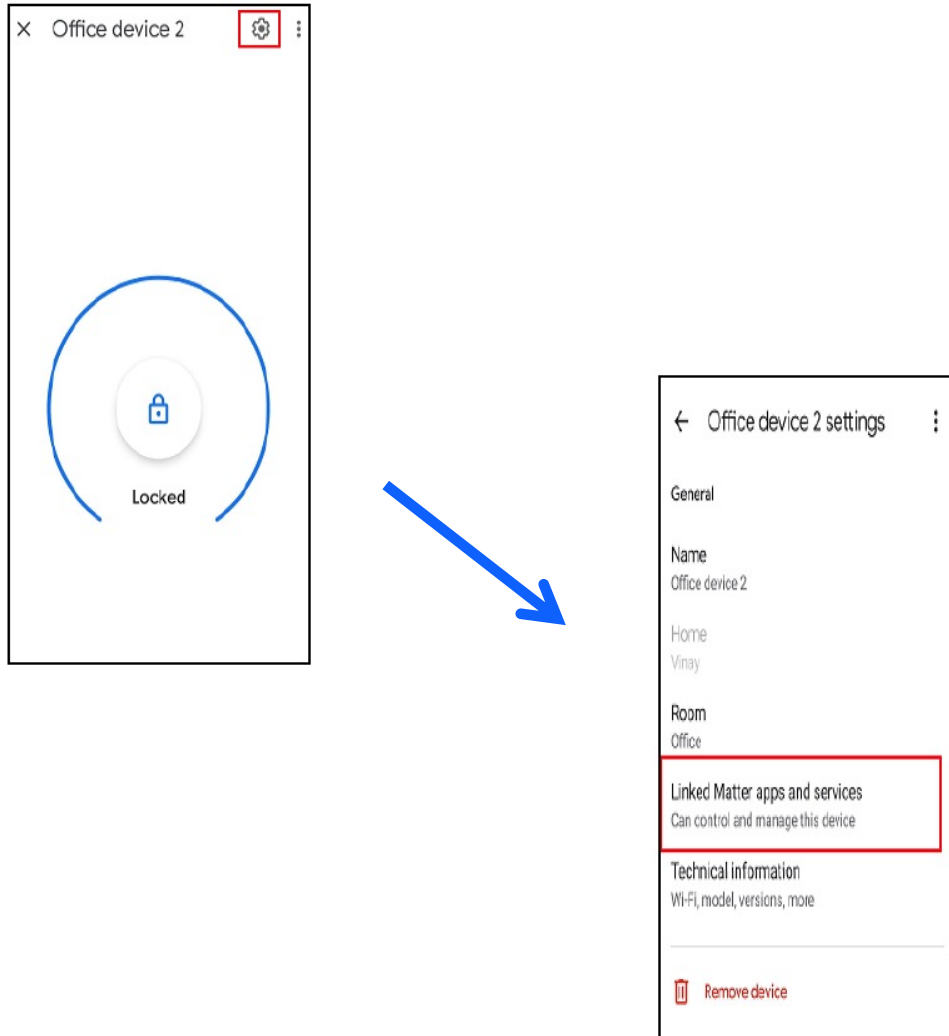 Office device 2
Locked
Office device 2 settings
General
Name
Office device 2
Home
Vinay
Room
Office
Linked Matter apps and services
Can control and manage this device
Technical information
Wi-Fi, model, versions, more
Remove device